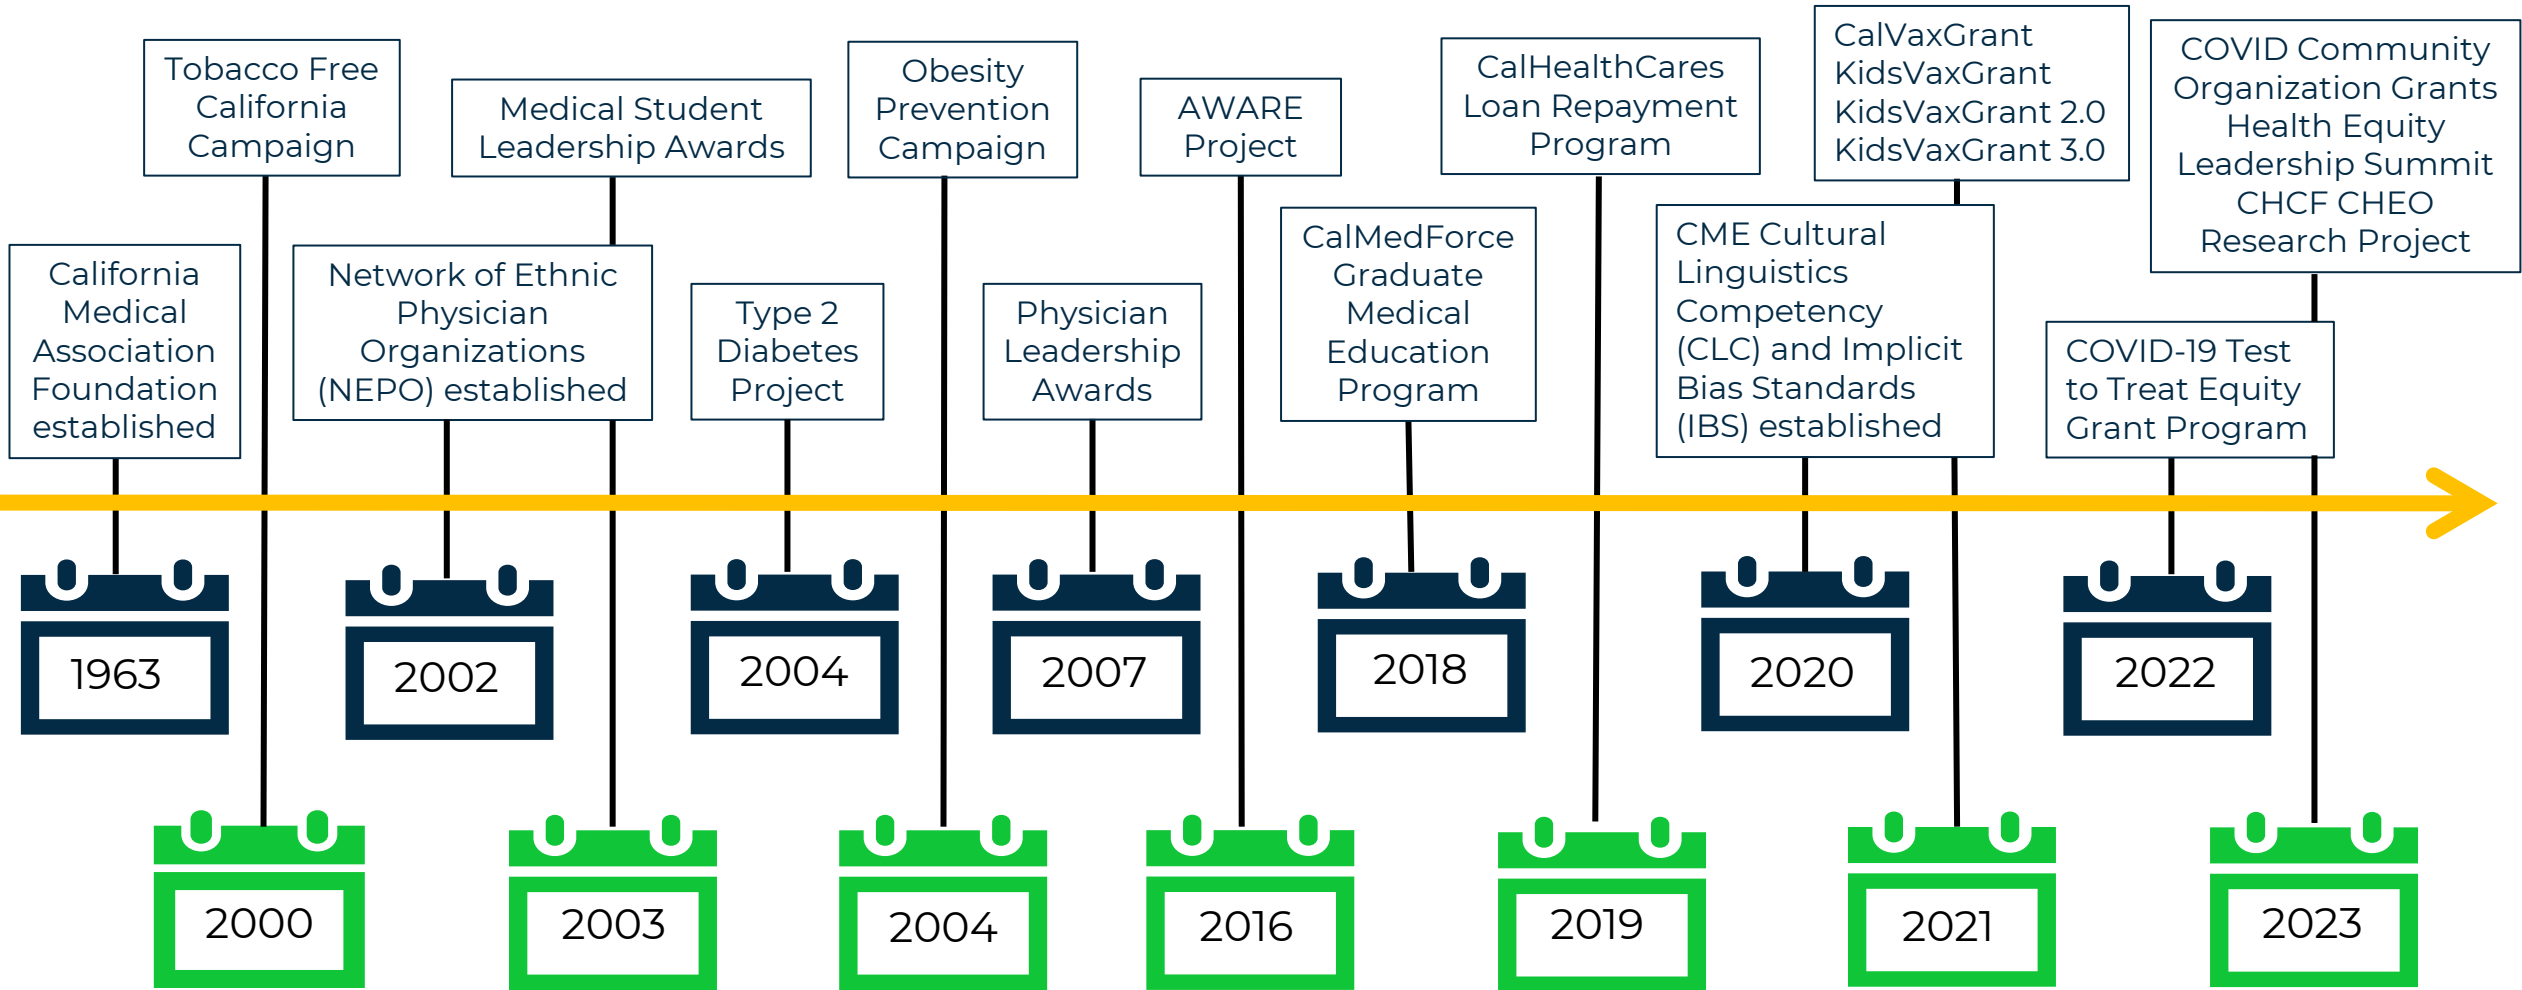 California
Medical
Association
Foundation
established
1963
Tobacco Free
California
Campaign
2000
Network of Ethnic
Physician
Organizations
(NEPO) established
2002
Medical Student
Leadership Awards
2003
Type 2
Diabetes
Project
2004
Obesity
Prevention
Campaign
2004
Physician
Leadership
Awards
2007
AWARE
Project
2016
CalMedForce
Graduate
Medical
Education
Program
2018
CalHealthCares
Loan Repayment
Program
2019
CME Cultural
Linguistics
Competency
(CLC) and Implicit
Bias Standards
(IBS) established
2020
CalVaxGrant
KidsVaxGrant
KidsVaxGrant 2.0
KidsVaxGrant 3.0
2021
COVID-19 Test
to Treat Equity
Grant Program
2022
COVID Community
Organization Grants
Health Equity
Leadership Summit
CHCF CHEO
Research Project
2023